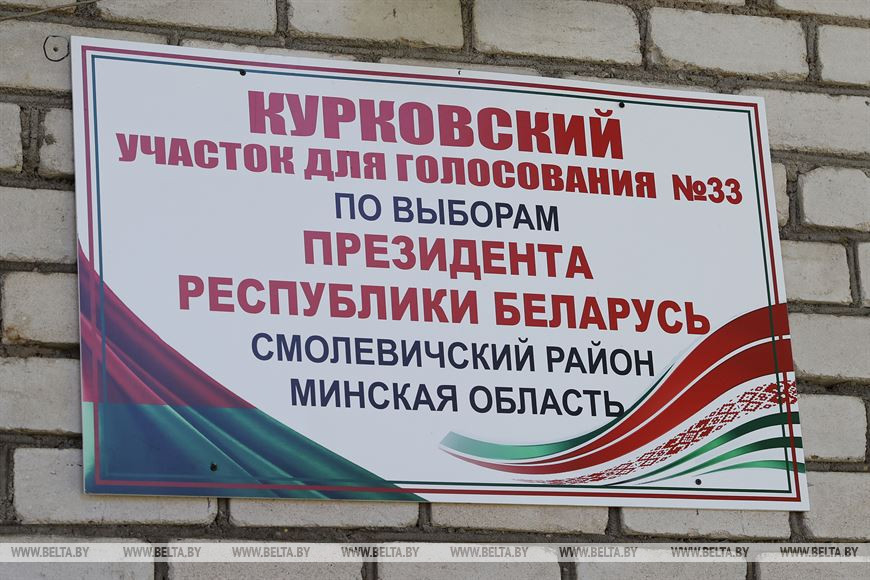 КУРКОВСКИЙ
УЧАСТОК ДЛЯ ГОЛОСОВАНИЯ №33
ПО ВЫБОРАМ
ПРЕЗИДЕНТА
РЕСПУБЛИКИ БЕЛАРУСЬ
СМОЛЕВИЧСКИЙ РАЙОН
МИНСКАЯ ОБЛАСТЬ
WWW.BELTA.BY WWW.BELTA.BY WWW.BELTA.BY WWW.BELTA.BY WWW.BELTA.BY WWW.BELTA.BY WWW.BELTA.BY WWW.BELTA.BY